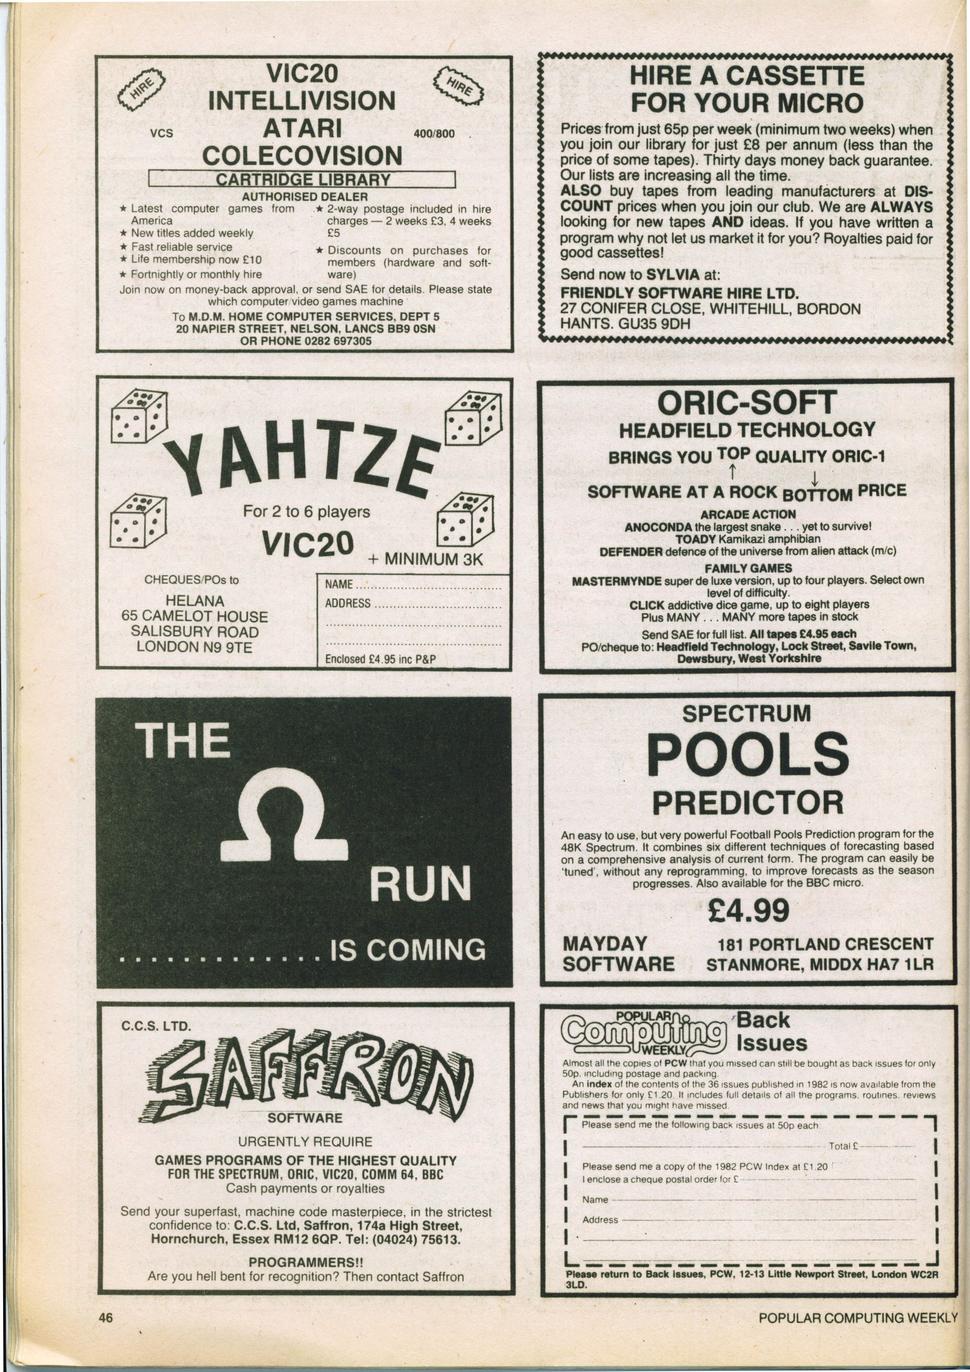 HIRE
VIC20
HIRE
INTELLIVISION
VCS ATARI 400/800
COLECOVISION
CARTRIDGE LIBRARY
AUTHORISED DEALER
★ Latest computer games from
America
★ New titles added weekly
★ Fast reliable service
★ Life membership now £10
★ Fortnightly or monthly hire
★ 2-way postage included in hire
charges — 2 weeks £3, 4 weeks
£5
★ Discounts on purchases for
members (hardware and soft-
ware)
Join now on money-back approval, or send SAE for details. Please state
which computer/video games machine
To M.D.M. HOME COMPUTER SERVICES, DEPT 5
20 NAPIER STREET, NELSON, LANCS BB9 0SN
OR PHONE 0282 697305
HIRE A CASSETTE
FOR YOUR MICRO
Prices from just 65p per week (minimum two weeks) when
you join our library for just £8 per annum (less than the
price of some tapes). Thirty days money back guarantee.
Our lists are increasing all the time.
ALSO buy tapes from leading manufacturers at DIS-
COUNT prices when you join our club. We are ALWAYS
looking for new tapes AND ideas. If you have written a
program why not let us market it for you? Royalties paid for
good cassettes!
Send now to SYLVIA at:
FRIENDLY SOFTWARE HIRE LTD.
27 CONIFER CLOSE, WHITEHILL, BORDON
HANTS. GU35 9DH
YAHTZE
For 2 to 6 players
VIC20
+ MINIMUM 3K
CHEQUES/POs to
HELANA
65 CAMELOT HOUSE
SALISBURY ROAD
LONDON N9 9TE
NAME
ADDRESS
Enclosed £4.95 inc P&P
ORIC-SOFT
HEADFIELD TECHNOLOGY
BRINGS YOU TOP QUALITY ORIC-1
↑ ↓
SOFTWARE AT A ROCK BOTTOM PRICE
ARCADE ACTION
ANOCONDA the largest snake . . . yet to survive!
TOADY Kamikazi amphibian
DEFENDER defence of the universe from alien attack (m/c)
FAMILY GAMES
MASTERMYNDE super de luxe version, up to four players. Select own
level of difficulty.
CLICK addictive dice game, up to eight players
Plus MANY . . . MANY more tapes in stock
Send SAE for full list. All tapes £4.95 each
PO/cheque to: Headfield Technology, Lock Street, Savile Town,
Dewsbury, West Yorkshire
THE
Ω
RUN
. . . . . . . . . . . . . IS COMING
SPECTRUM
POOLS
PREDICTOR
An easy to use, but very powerful Football Pools Prediction program for the
48K Spectrum. It combines six different techniques of forecasting based
on a comprehensive analysis of current form. The program can easily be
'tuned', without any reprogramming, to improve forecasts as the season
progresses. Also available for the BBC micro.
£4.99
MAYDAY
SOFTWARE
181 PORTLAND CRESCENT
STANMORE, MIDDX HA7 1LR
C.C.S. LTD.
SAFFRON
SOFTWARE
URGENTLY REQUIRE
GAMES PROGRAMS OF THE HIGHEST QUALITY
FOR THE SPECTRUM, ORIC, VIC20, COMM 64, BBC
Cash payments or royalties
Send your superfast, machine code masterpiece, in the strictest
confidence to: C.C.S. Ltd, Saffron, 174a High Street,
Hornchurch, Essex RM12 6QP. Tel: (04024) 75613.
PROGRAMMERS!!
Are you hell bent for recognition? Then contact Saffron
POPULAR
Computing
WEEKLY
Back
Issues
Almost all the copies of PCW that you missed can still be bought as back issues for only
50p, including postage and packing.
An index of the contents of the 36 issues published in 1982 is now available from the
Publishers for only £1.20. It includes full details of all the programs, routines, reviews
and news that you might have missed.
Please send me the following back issues at 50p each
Total £
Please send me a copy of the 1982 PCW Index at £1.20
I enclose a cheque postal order for £
Name
Address
Please return to Back Issues, PCW, 12-13 Little Newport Street, London WC2R
3LD.
46
POPULAR COMPUTING WEEKLY